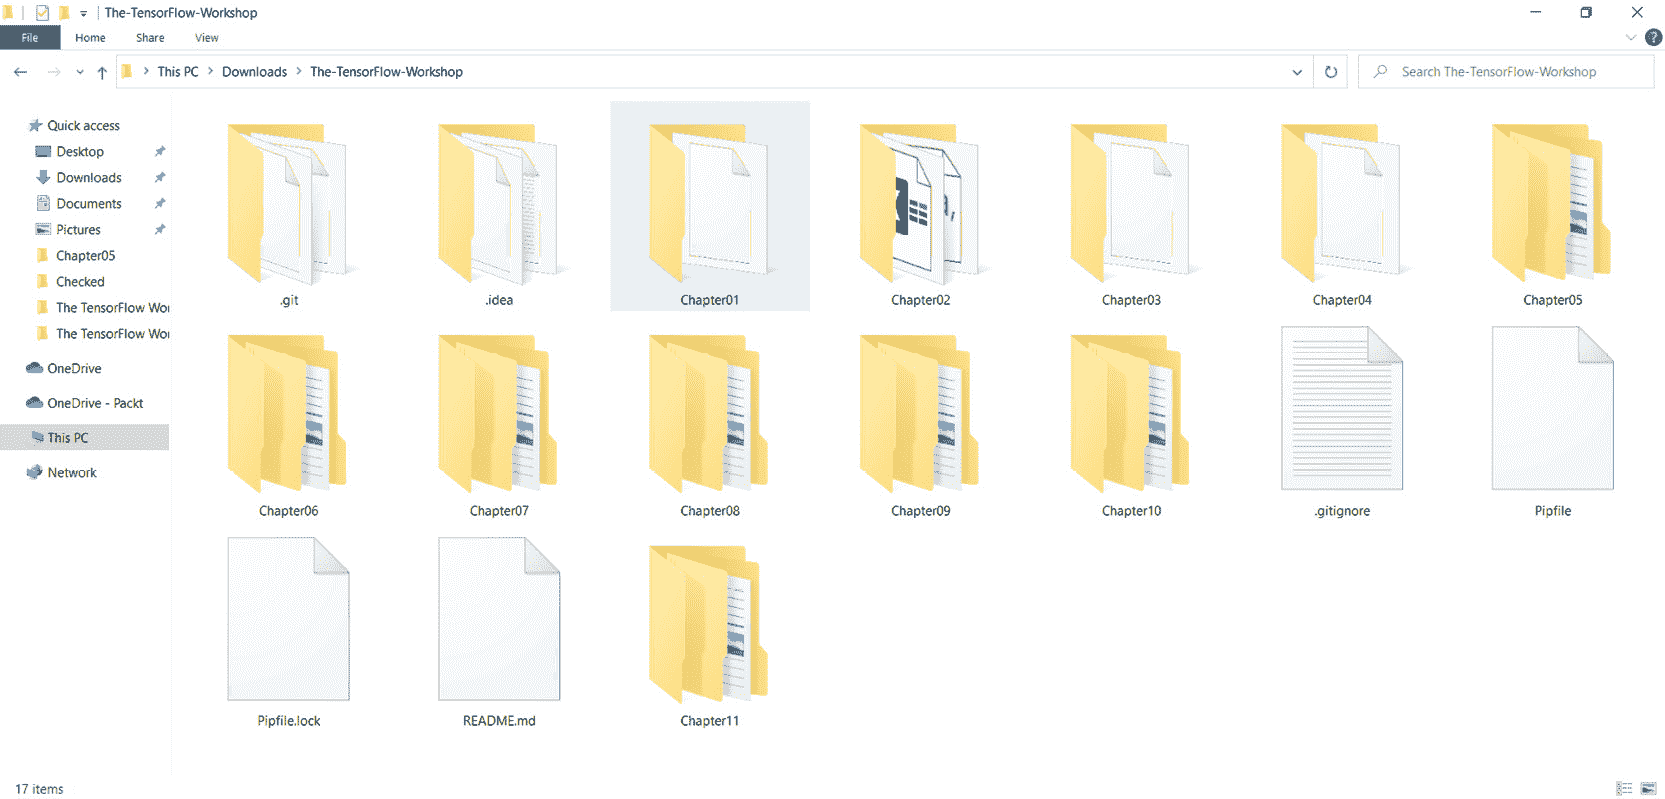 The-TensorFlow-Workshop
File Home Share View
?
This PC Downloads The-TensorFlow-Workshop
Search The-TensorFlow-Workshop
Quick access
Desktop
Downloads
Documents
Pictures
Chapter05
Checked
The TensorFlow Wor
The TensorFlow Wor
OneDrive
OneDrive - Packt
This PC
Network
.git .idea Chapter01 Chapter02 Chapter03 Chapter04 Chapter05
Chapter06 Chapter07 Chapter08 Chapter09 Chapter10 .gitignore Pipfile
Pipfile.lock README.md Chapter11
17 items